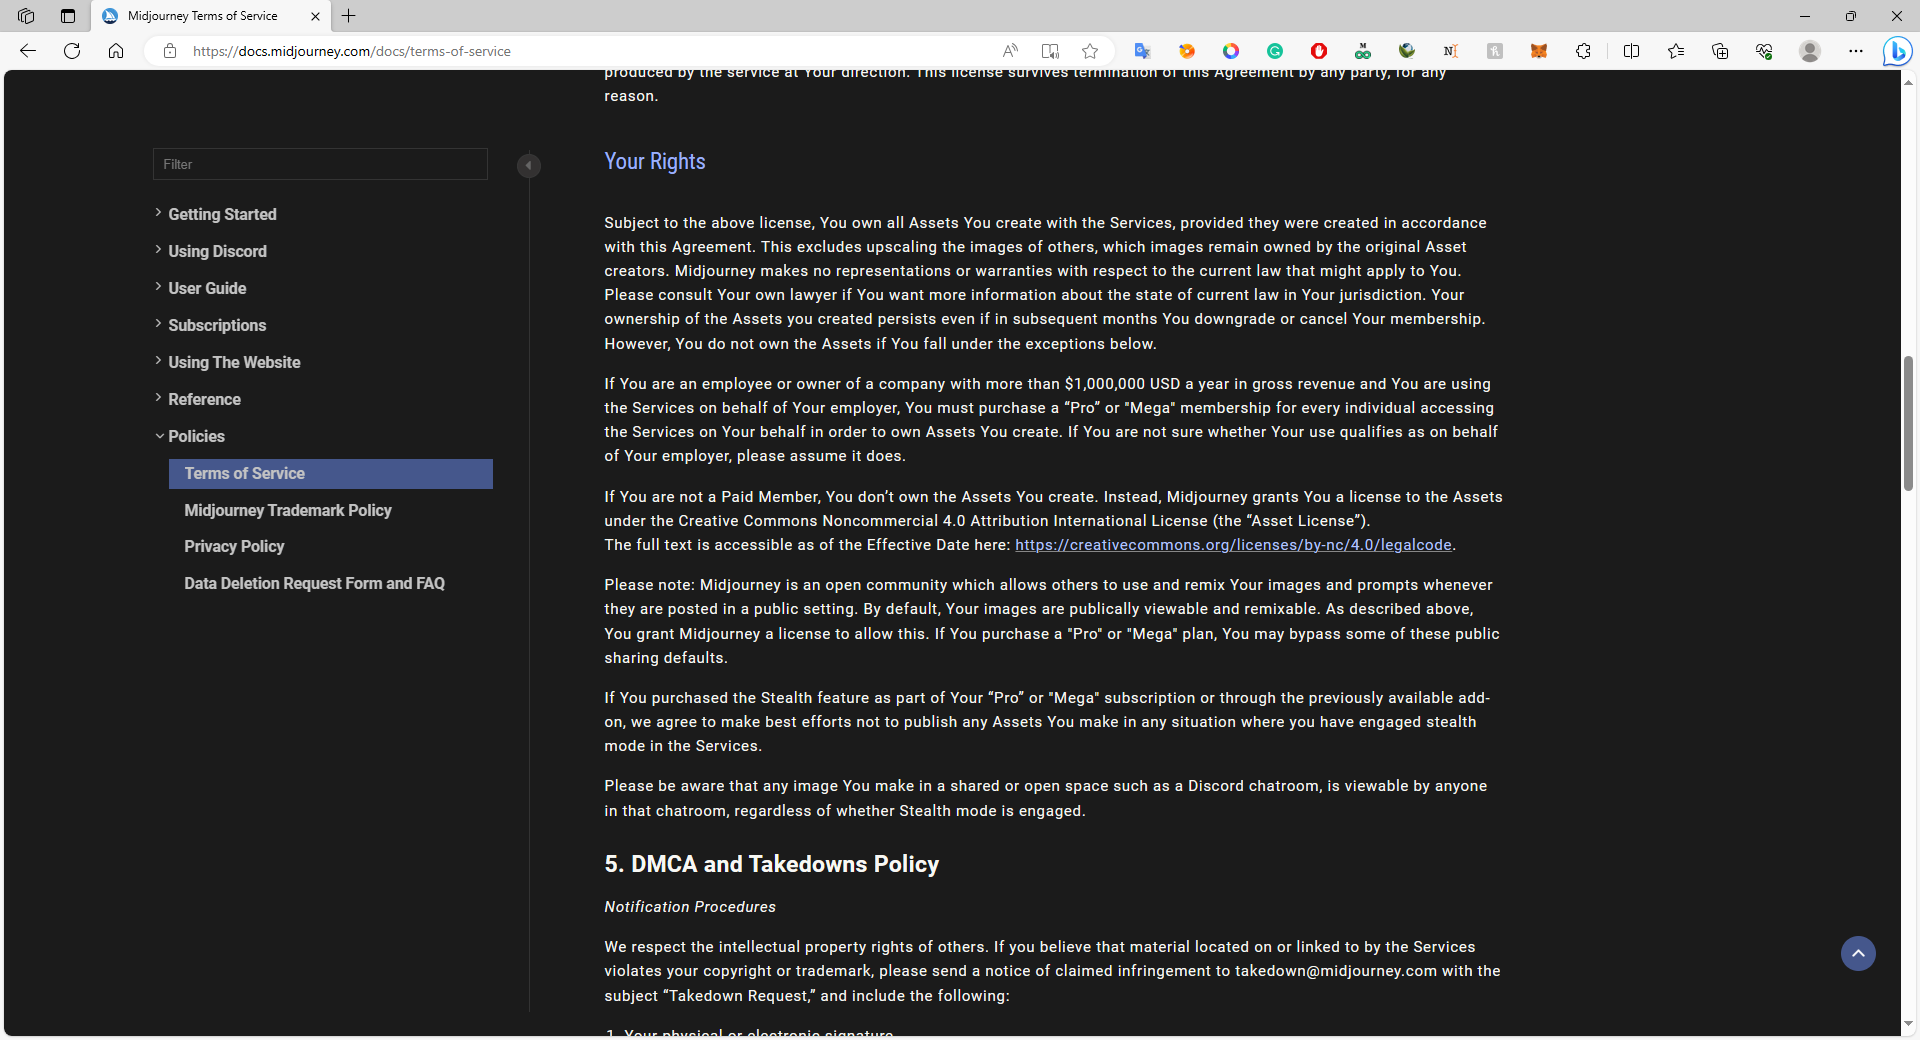 Midjourney Terms of Service
https://docs.midjourney.com/docs/terms-of-service
produced by the service at Your direction. This license survives termination of this Agreement by any party, for any
reason.
Filter
Getting Started
Using Discord
User Guide
Subscriptions
Using The Website
Reference
Policies
Terms of Service
Midjourney Trademark Policy
Privacy Policy
Data Deletion Request Form and FAQ
Your Rights
Subject to the above license, You own all Assets You create with the Services, provided they were created in accordance
with this Agreement. This excludes upscaling the images of others, which images remain owned by the original Asset
creators. Midjourney makes no representations or warranties with respect to the current law that might apply to You.
Please consult Your own lawyer if You want more information about the state of current law in Your jurisdiction. Your
ownership of the Assets you created persists even if in subsequent months You downgrade or cancel Your membership.
However, You do not own the Assets if You fall under the exceptions below.
If You are an employee or owner of a company with more than $1,000,000 USD a year in gross revenue and You are using
the Services on behalf of Your employer, You must purchase a “Pro” or "Mega" membership for every individual accessing
the Services on Your behalf in order to own Assets You create. If You are not sure whether Your use qualifies as on behalf
of Your employer, please assume it does.
If You are not a Paid Member, You don’t own the Assets You create. Instead, Midjourney grants You a license to the Assets
under the Creative Commons Noncommercial 4.0 Attribution International License (the “Asset License”).
The full text is accessible as of the Effective Date here: https://creativecommons.org/licenses/by-nc/4.0/legalcode.
Please note: Midjourney is an open community which allows others to use and remix Your images and prompts whenever
they are posted in a public setting. By default, Your images are publically viewable and remixable. As described above,
You grant Midjourney a license to allow this. If You purchase a "Pro" or "Mega" plan, You may bypass some of these public
sharing defaults.
If You purchased the Stealth feature as part of Your “Pro” or "Mega" subscription or through the previously available add-
on, we agree to make best efforts not to publish any Assets You make in any situation where you have engaged stealth
mode in the Services.
Please be aware that any image You make in a shared or open space such as a Discord chatroom, is viewable by anyone
in that chatroom, regardless of whether Stealth mode is engaged.
5. DMCA and Takedowns Policy
Notification Procedures
We respect the intellectual property rights of others. If you believe that material located on or linked to by the Services
violates your copyright or trademark, please send a notice of claimed infringement to takedown@midjourney.com with the
subject “Takedown Request,” and include the following:
1. Your physical or electronic signature